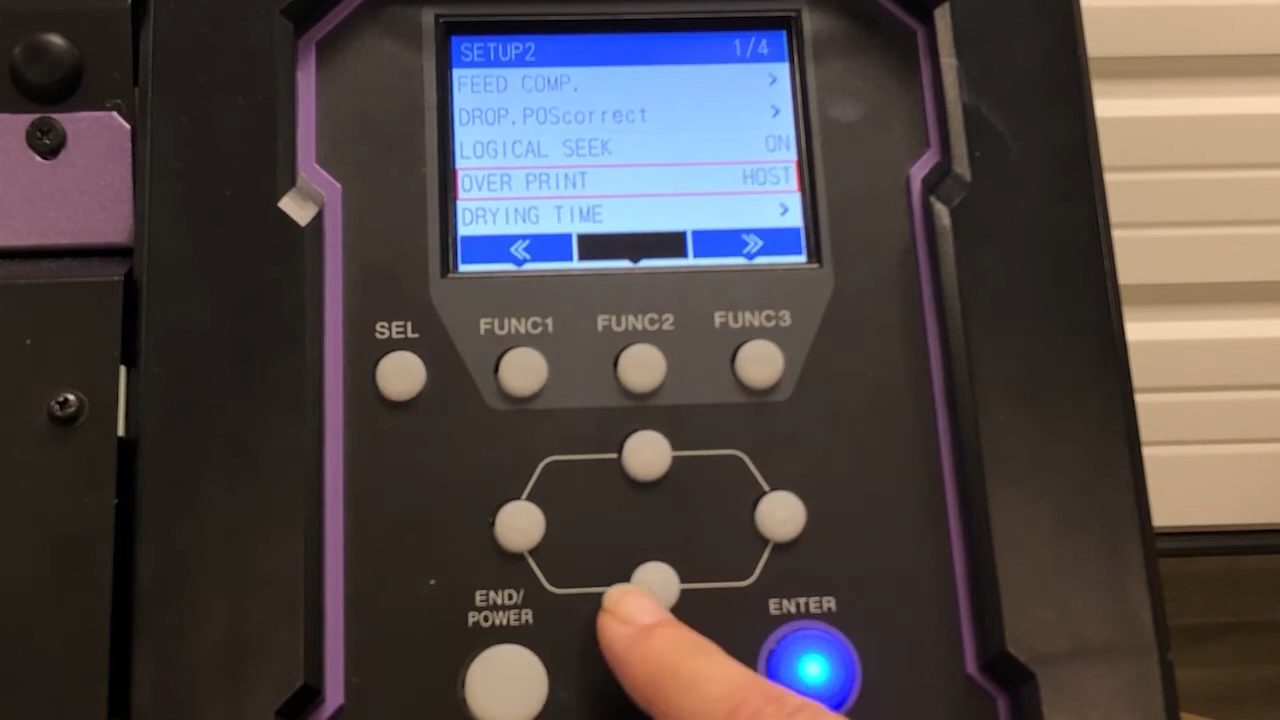 SETUP2 1/4
FEED COMP. >
DROP.POScorrect >
LOGICAL SEEK ON
OVER PRINT HOST
DRYING TIME >
« »
SEL FUNC1 FUNC2 FUNC3
END/
POWER
ENTER